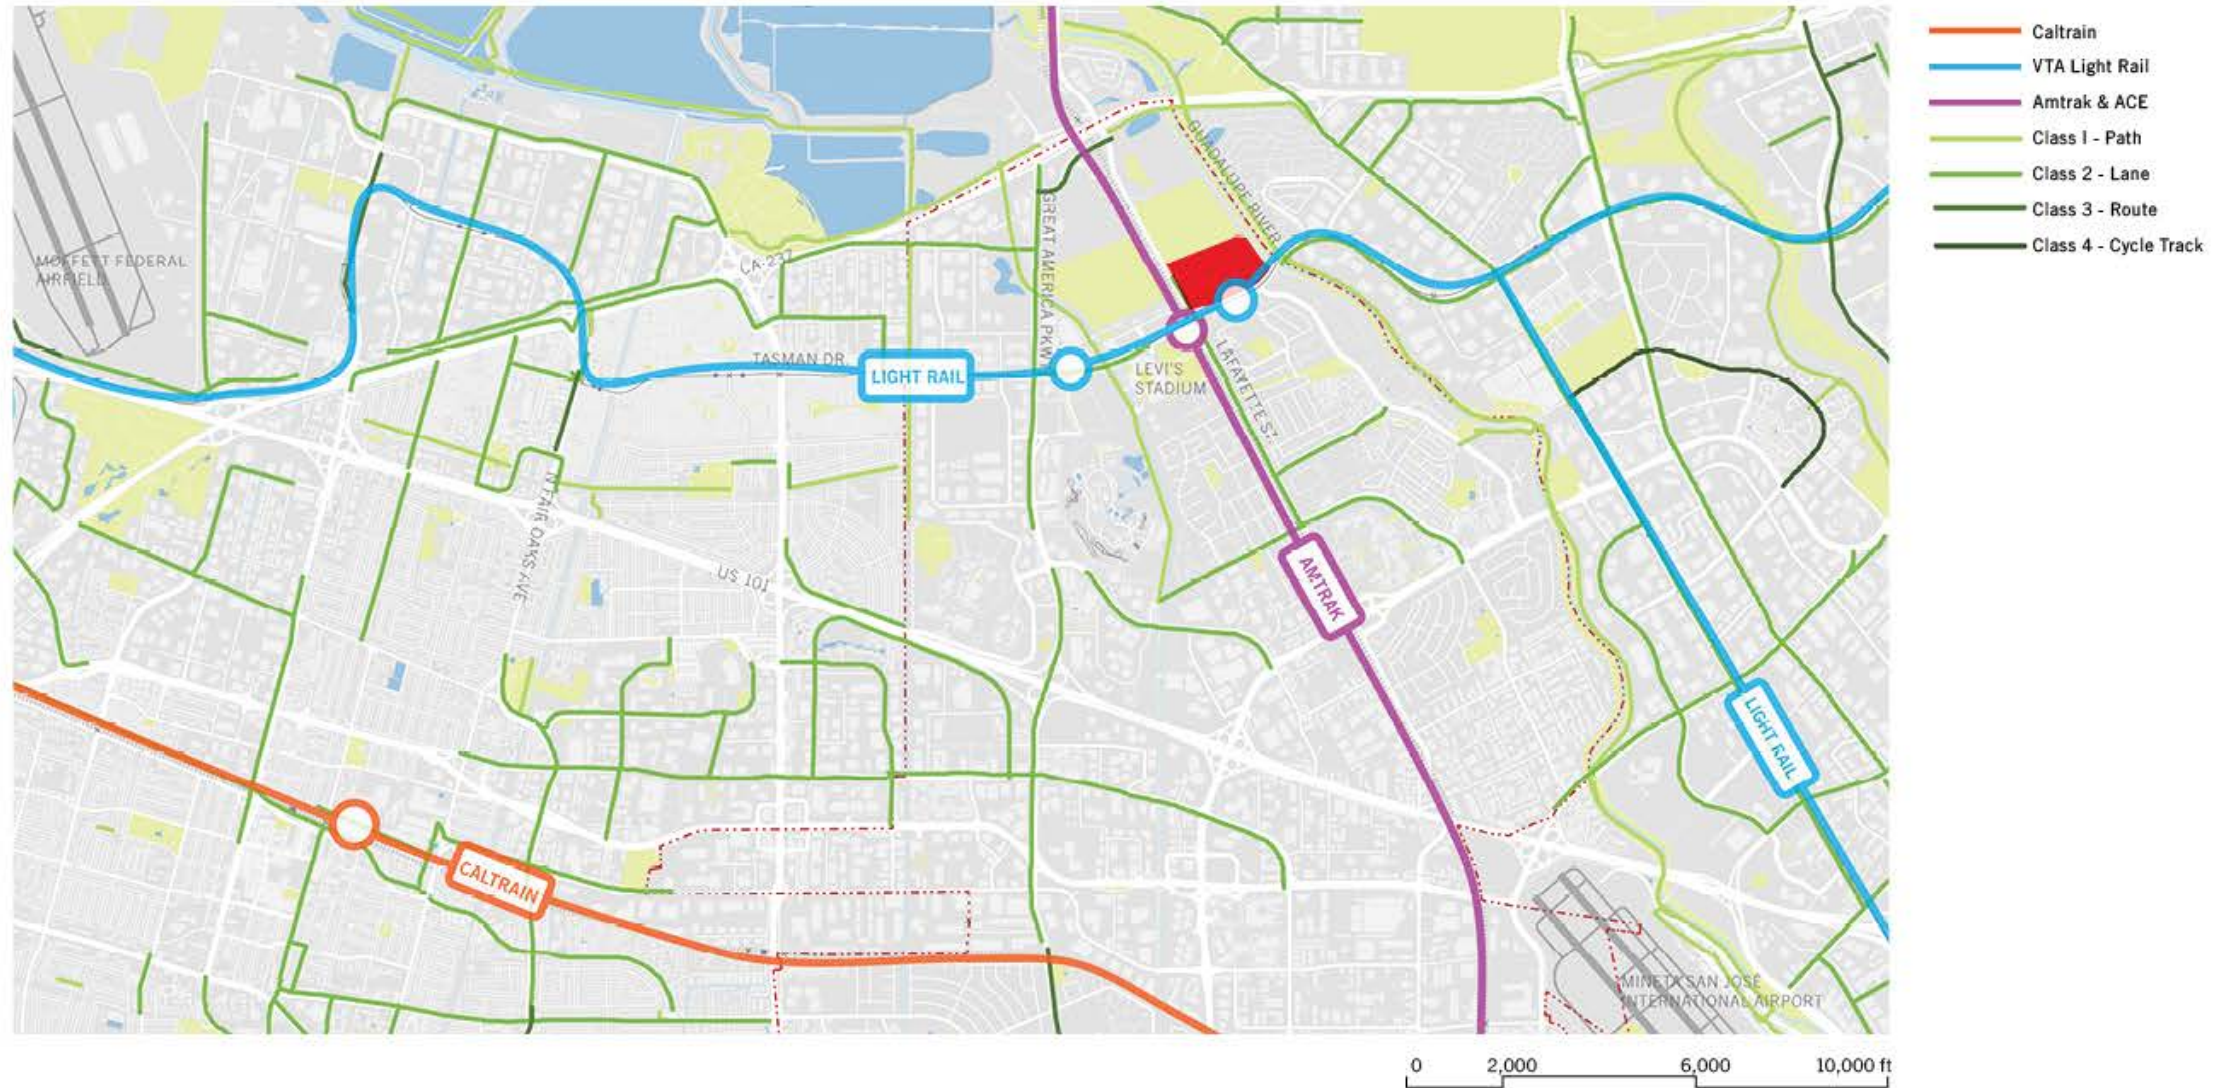 Caltrain
VTA Light Rail
Amtrak & ACE
Class I - Path
Class 2 - Lane
Class 3 - Route
Class 4 - Cycle Track
GUADALUPE RIVER
MOFFETT FEDERAL
AIRFIELD
CA-237
GREAT AMERICA PKWY
TASMAN DR
LIGHT RAIL
LEVI'S
STADIUM
LAFAYETTE ST
N FAIR OAKS AVE
US 101
AMTRAK
LIGHT RAIL
CALTRAIN
MINETA SAN JOSÉ
INTERNATIONAL AIRPORT
0 2,000 6,000 10,000 ft